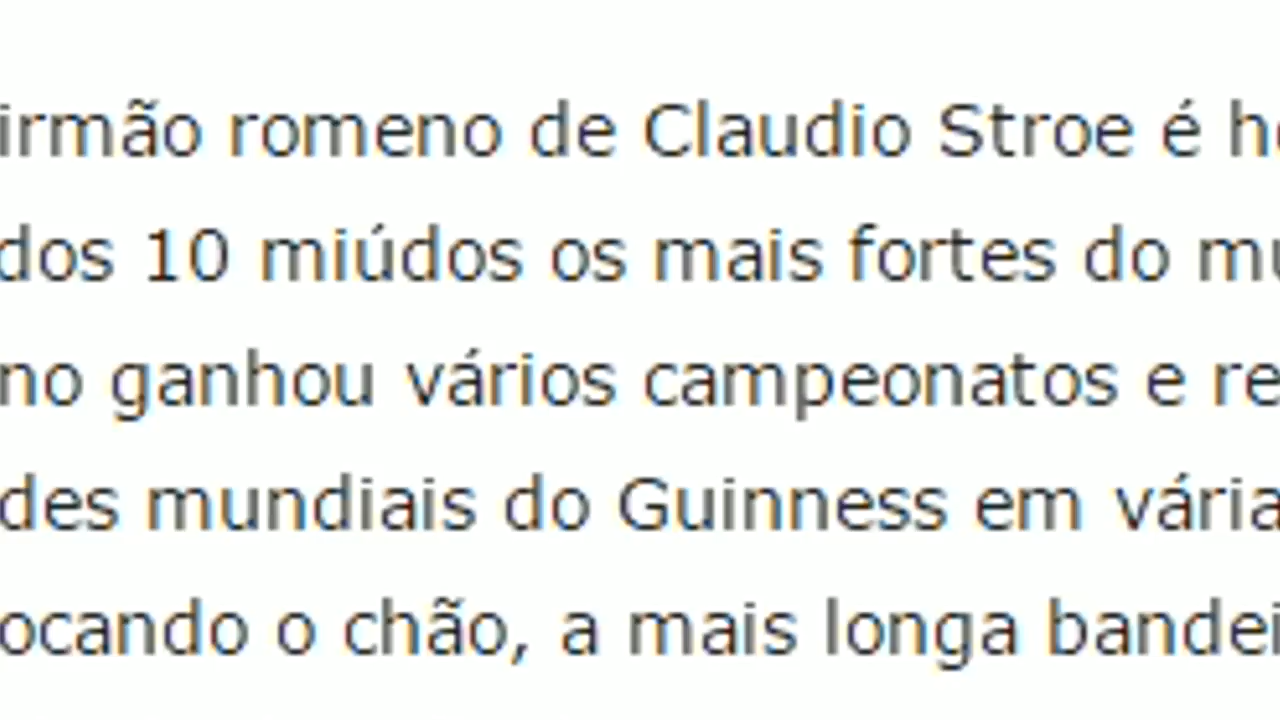 irmão romeno de Claudio Stroe é
dos 10 miúdos os mais fortes do
no ganhou vários campeonatos e
des mundiais do Guinness em
ocando o chão, a mais longa